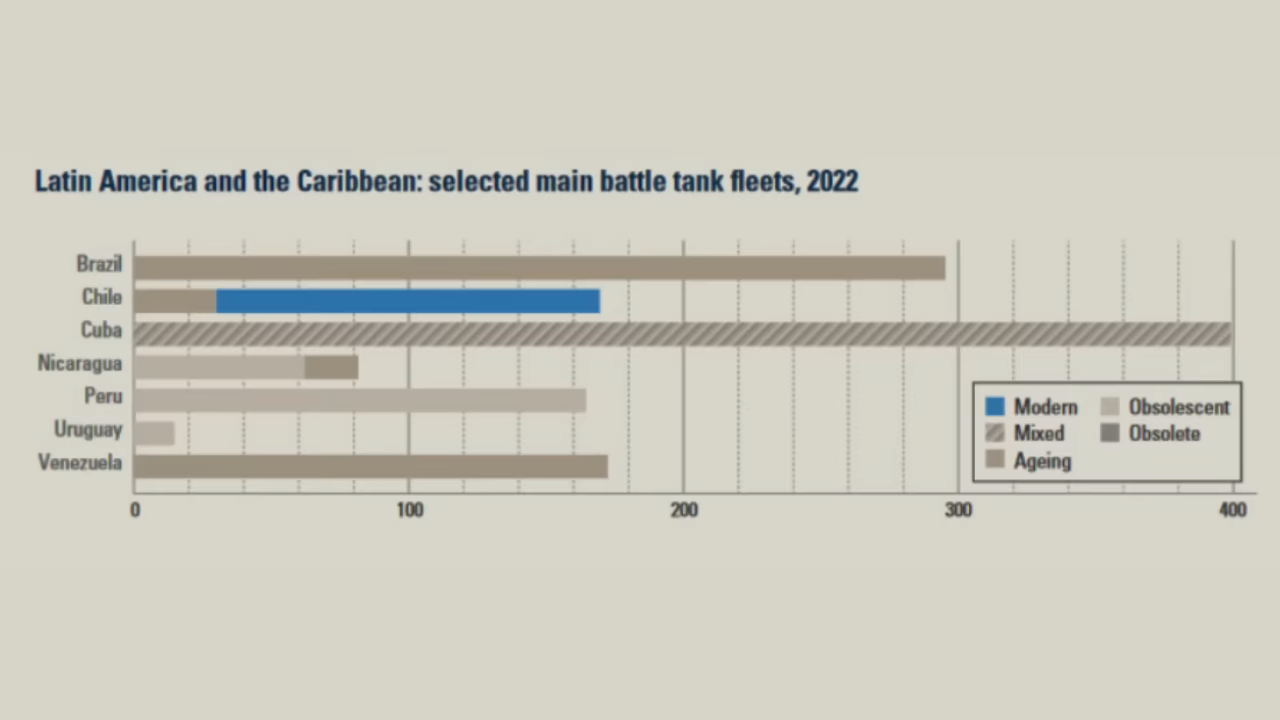 Latin America and the Caribbean: selected main battle tank fleets, 2022
Brazil
Chile
Cuba
Nicaragua
Peru
Uruguay
Venezuela
0 100 200 300 400
Modern
Mixed
Ageing
Obsolescent
Obsolete